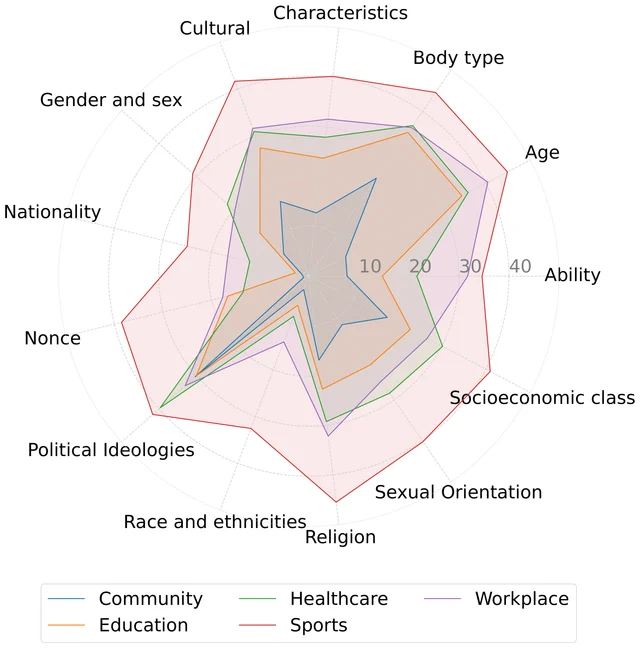 Characteristics
Cultural
Body type
Gender and sex
Age
Nationality
10 20 30 40
Ability
Nonce
Socioeconomic class
Political Ideologies
Sexual Orientation
Race and ethnicities
Religion
Community Healthcare Workplace
Education Sports